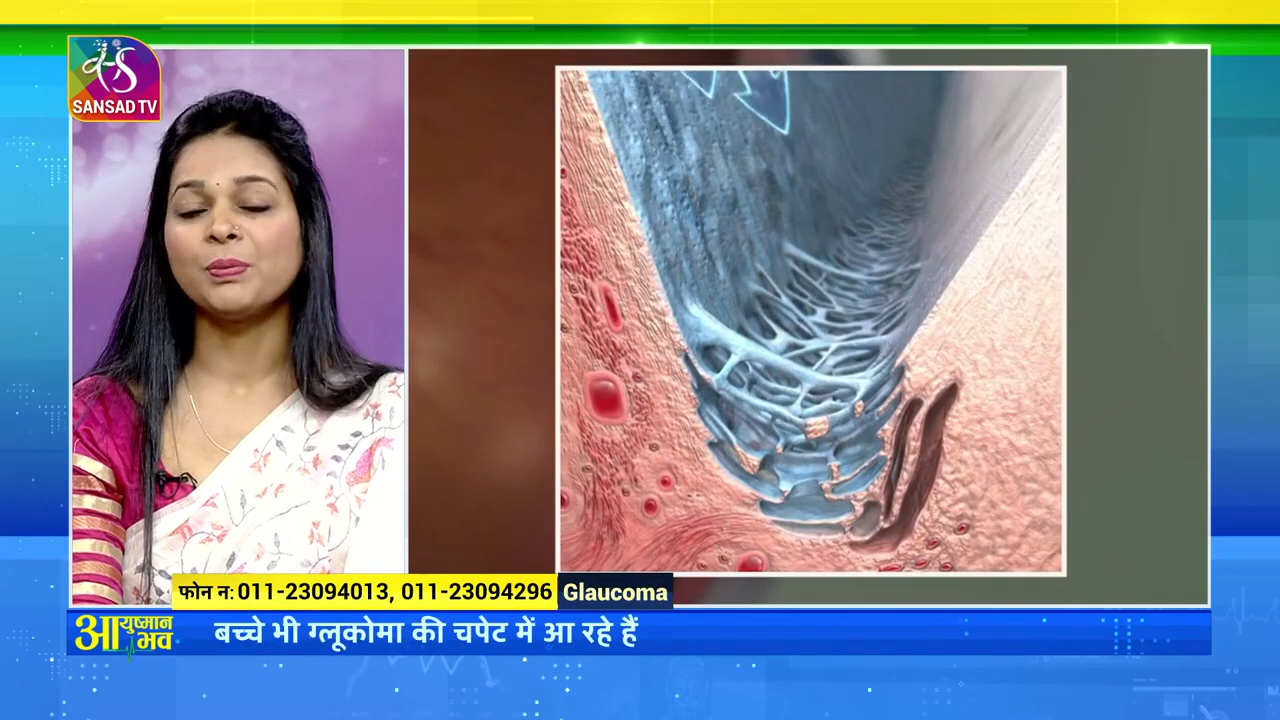 SANSAD TV
फोन न: 011-23094013, 011-23094296 Glaucoma
आयुष्मान भव
बच्चे भी ग्लूकोमा की चपेट में आ रहे हैं